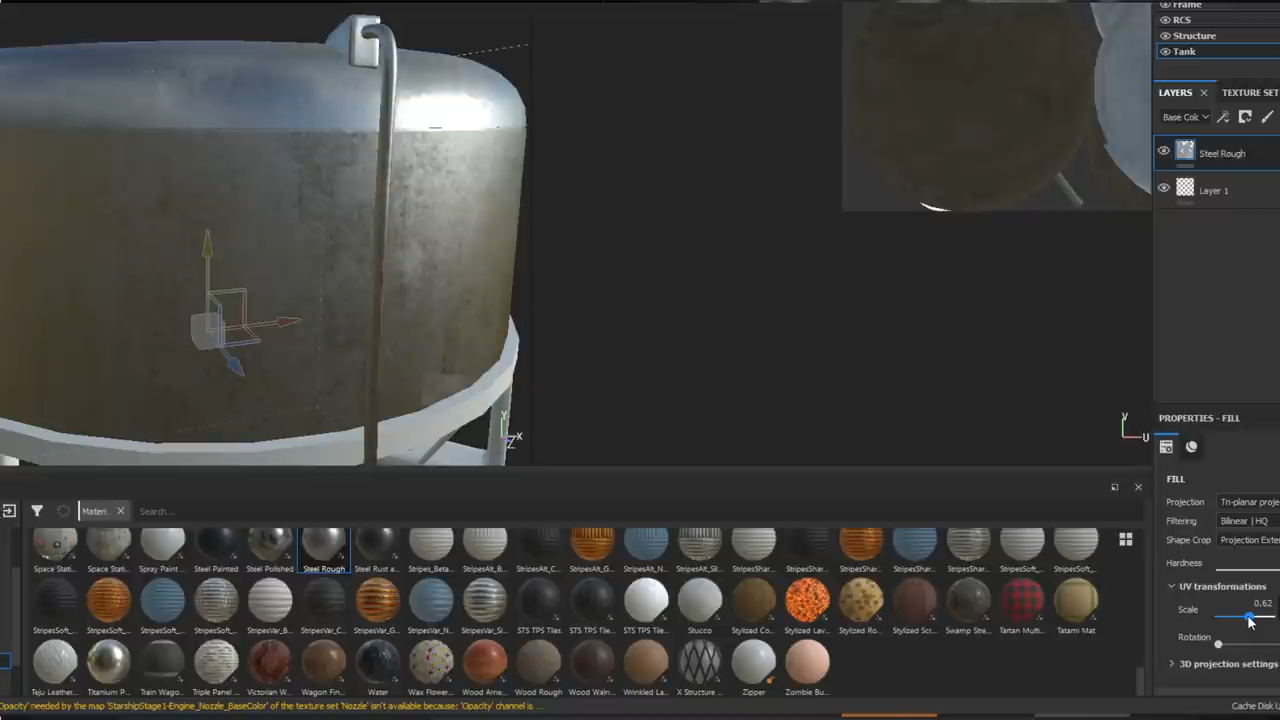 Frame
RCS
Structure
Tank
LAYERS
TEXTURE SET
Base Colc
Steel Rough
Layer 1
Y
X
Z
V
U
PROPERTIES - FILL
FILL
Projection
Tri-planar proje
Filtering
Bilinear | HQ
Shape Crop
Projection Exter
Hardness
UV transformations
0.62
Scale
Rotation
3D projection settings
Materi..
Search...
Space Stati... Space Stati... Spray Paint ... Steel Painted Steel Polished Steel Rough Steel Rust a... Stripes_Beta... StripesAlt_B... StripesAlt_C... StripesAlt_G... StripesAlt_N... StripesAlt_Sil... StripesShar... StripesShar... StripesShar... StripesShar... StripesShar... StripesSoft_... StripesSoft_...
StripesSoft_... StripesSoft_... StripesSoft_... StripesSoft_... StripesVar_B... StripesVar_C... StripesVar_G... StripesVar_N... StripesVar_Si... STS TPS Tile... STS TPS Tile... STS TPS Tile... Stucco Stylized Co... Stylized Lav... Stylized Ro... Stylized Scr... Swamp Stre... Tartan Multi... Tatami Mat
Teju Leather... Titanium P... Train Wago... Triple Panel ... Victorian W... Wagon Fin... Water Wax Flower... Wood Ame... Wood Rough Wood Waln... Wrinkled La... X Structure ... Zipper Zombie Bu...
Opacity' needed by the map 'StarshipStage1-Engine_Nozzle_BaseColor' of the texture set 'Nozzle' isn't available because: 'Opacity' channel is ...
Cache Disk U